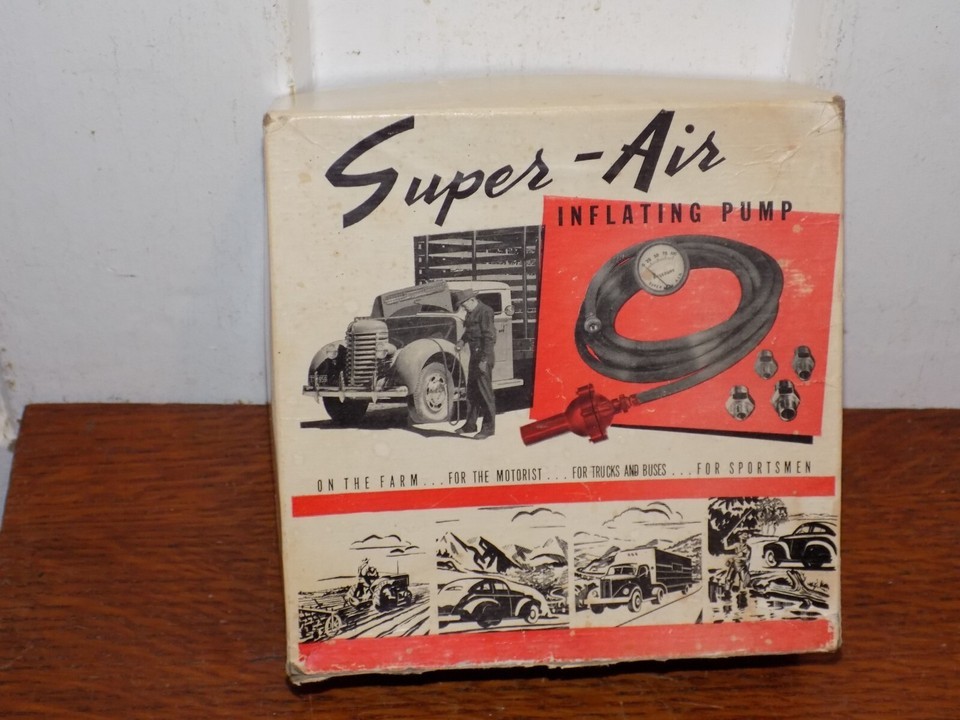 Super-Air
INFLATING PUMP
ON THE FARM...FOR THE MOTORIST...FOR TRUCKS AND BUSES...FOR SPORTSMEN